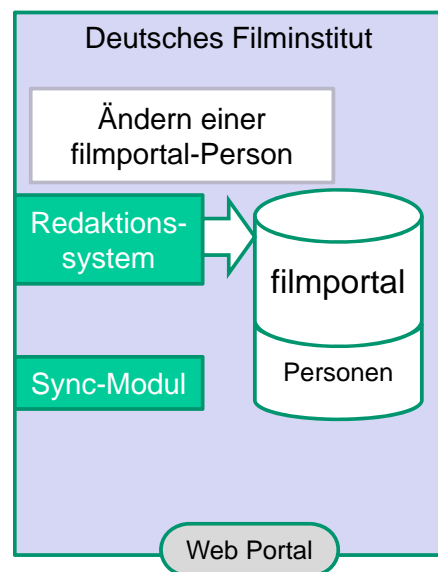 Deutsches Filminstitut
Ändern einer
filmportal-Person
Redaktions-
system
filmportal
Personen
Sync-Modul
Web Portal